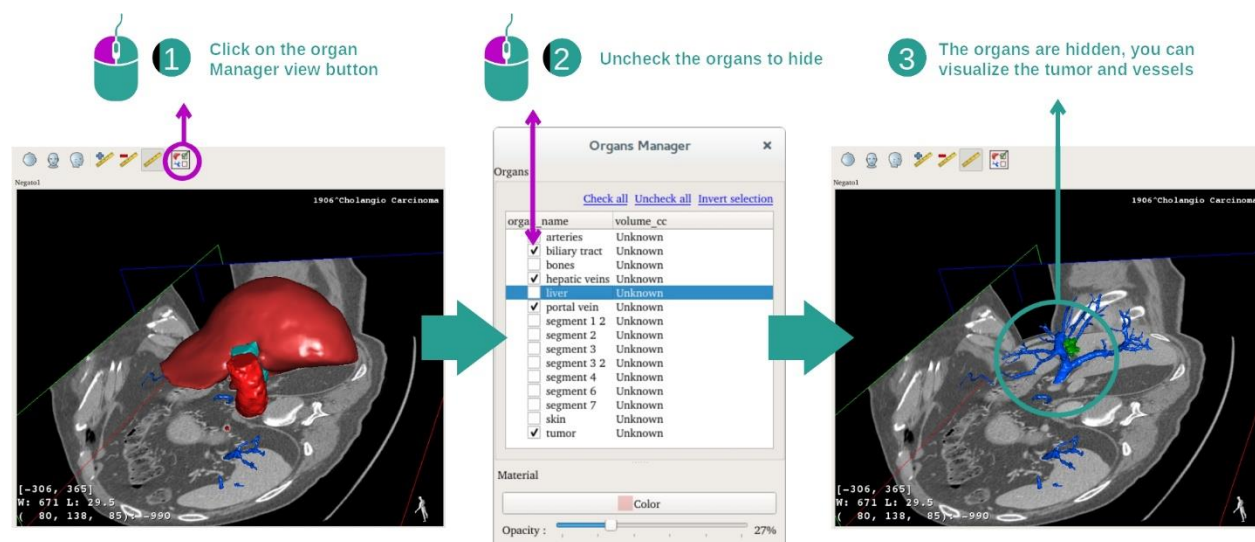 1
Click on the organ
Manager view button
2
Uncheck the organs to hide
3
The organs are hidden, you can
visualize the tumor and vessels
Negato1
1906^Cholangio Carcinoma
[-306, 365]
W: 671 L: 29.5
( 80, 138, 85): -990
Organs Manager
Organs
Check all Uncheck all Invert selection
organ_name volume_cc
arteries Unknown
biliary tract Unknown
bones Unknown
hepatic veins Unknown
liver Unknown
portal vein Unknown
segment 1 2 Unknown
segment 2 Unknown
segment 3 Unknown
segment 3 2 Unknown
segment 4 Unknown
segment 6 Unknown
segment 7 Unknown
skin Unknown
tumor Unknown
Material
Color
Opacity : 27%
Negato1
1906^Cholangio Carcinoma
[-306, 365]
W: 671 L: 29.5
( 80, 138, 85): -990